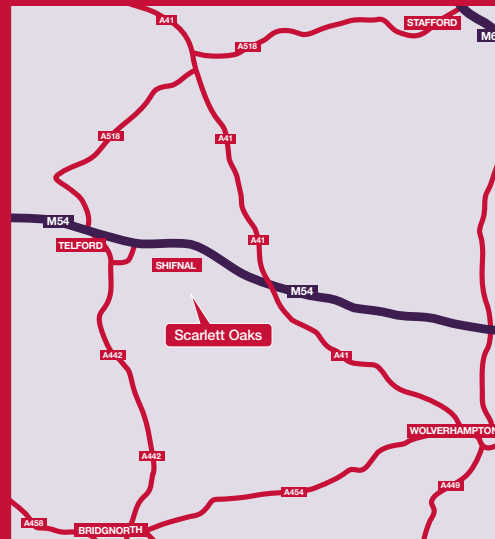 A41
STAFFORD
M6
A518
A518
A41
M54
TELFORD
A41
SHIFNAL
M54
Scarlett Oaks
A442
A41
WOLVERHAMPTON
A442
A449
A454
A458
BRIDGNORTH